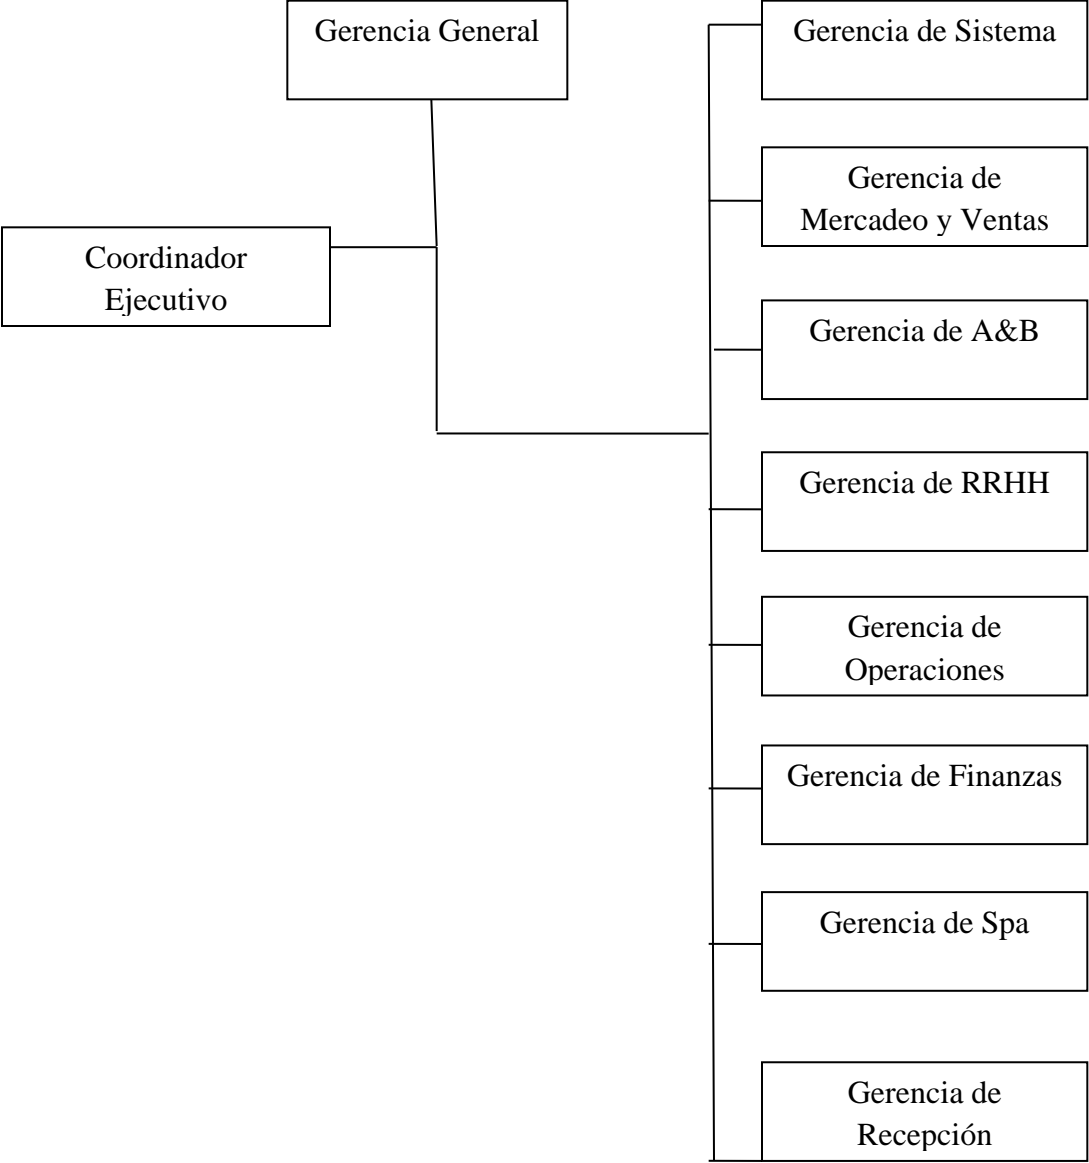 Gerencia General
Coordinador
Ejecutivo
Gerencia de Sistema
Gerencia de
Mercadeo y Ventas
Gerencia de A&B
Gerencia de RRHH
Gerencia de
Operaciones
Gerencia de Finanzas
Gerencia de Spa
Gerencia de
Recepción